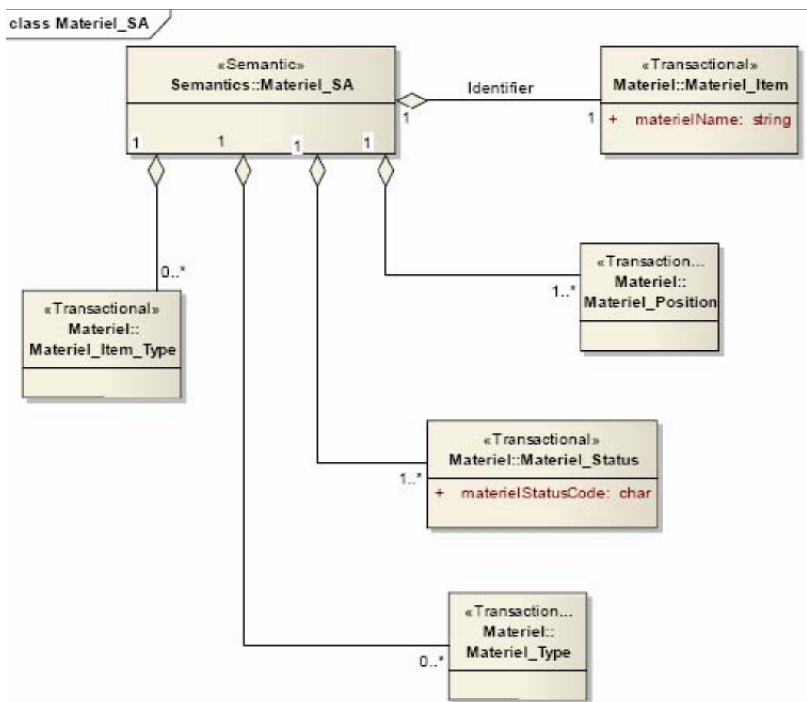 class Materiel_SA
«Semantic»
Semantics::Materiel_SA
1
1
1
1
1
Identifier
1
«Transactional»
Materiel::Materiel_Item
+ materielName: string
0..*
«Transactional»
Materiel::
Materiel_Item_Type
1..*
«Transaction...
Materiel::
Materiel_Position
1..*
«Transactional»
Materiel::Materiel_Status
+ materielStatusCode: char
0..*
«Transaction...
Materiel::
Materiel_Type